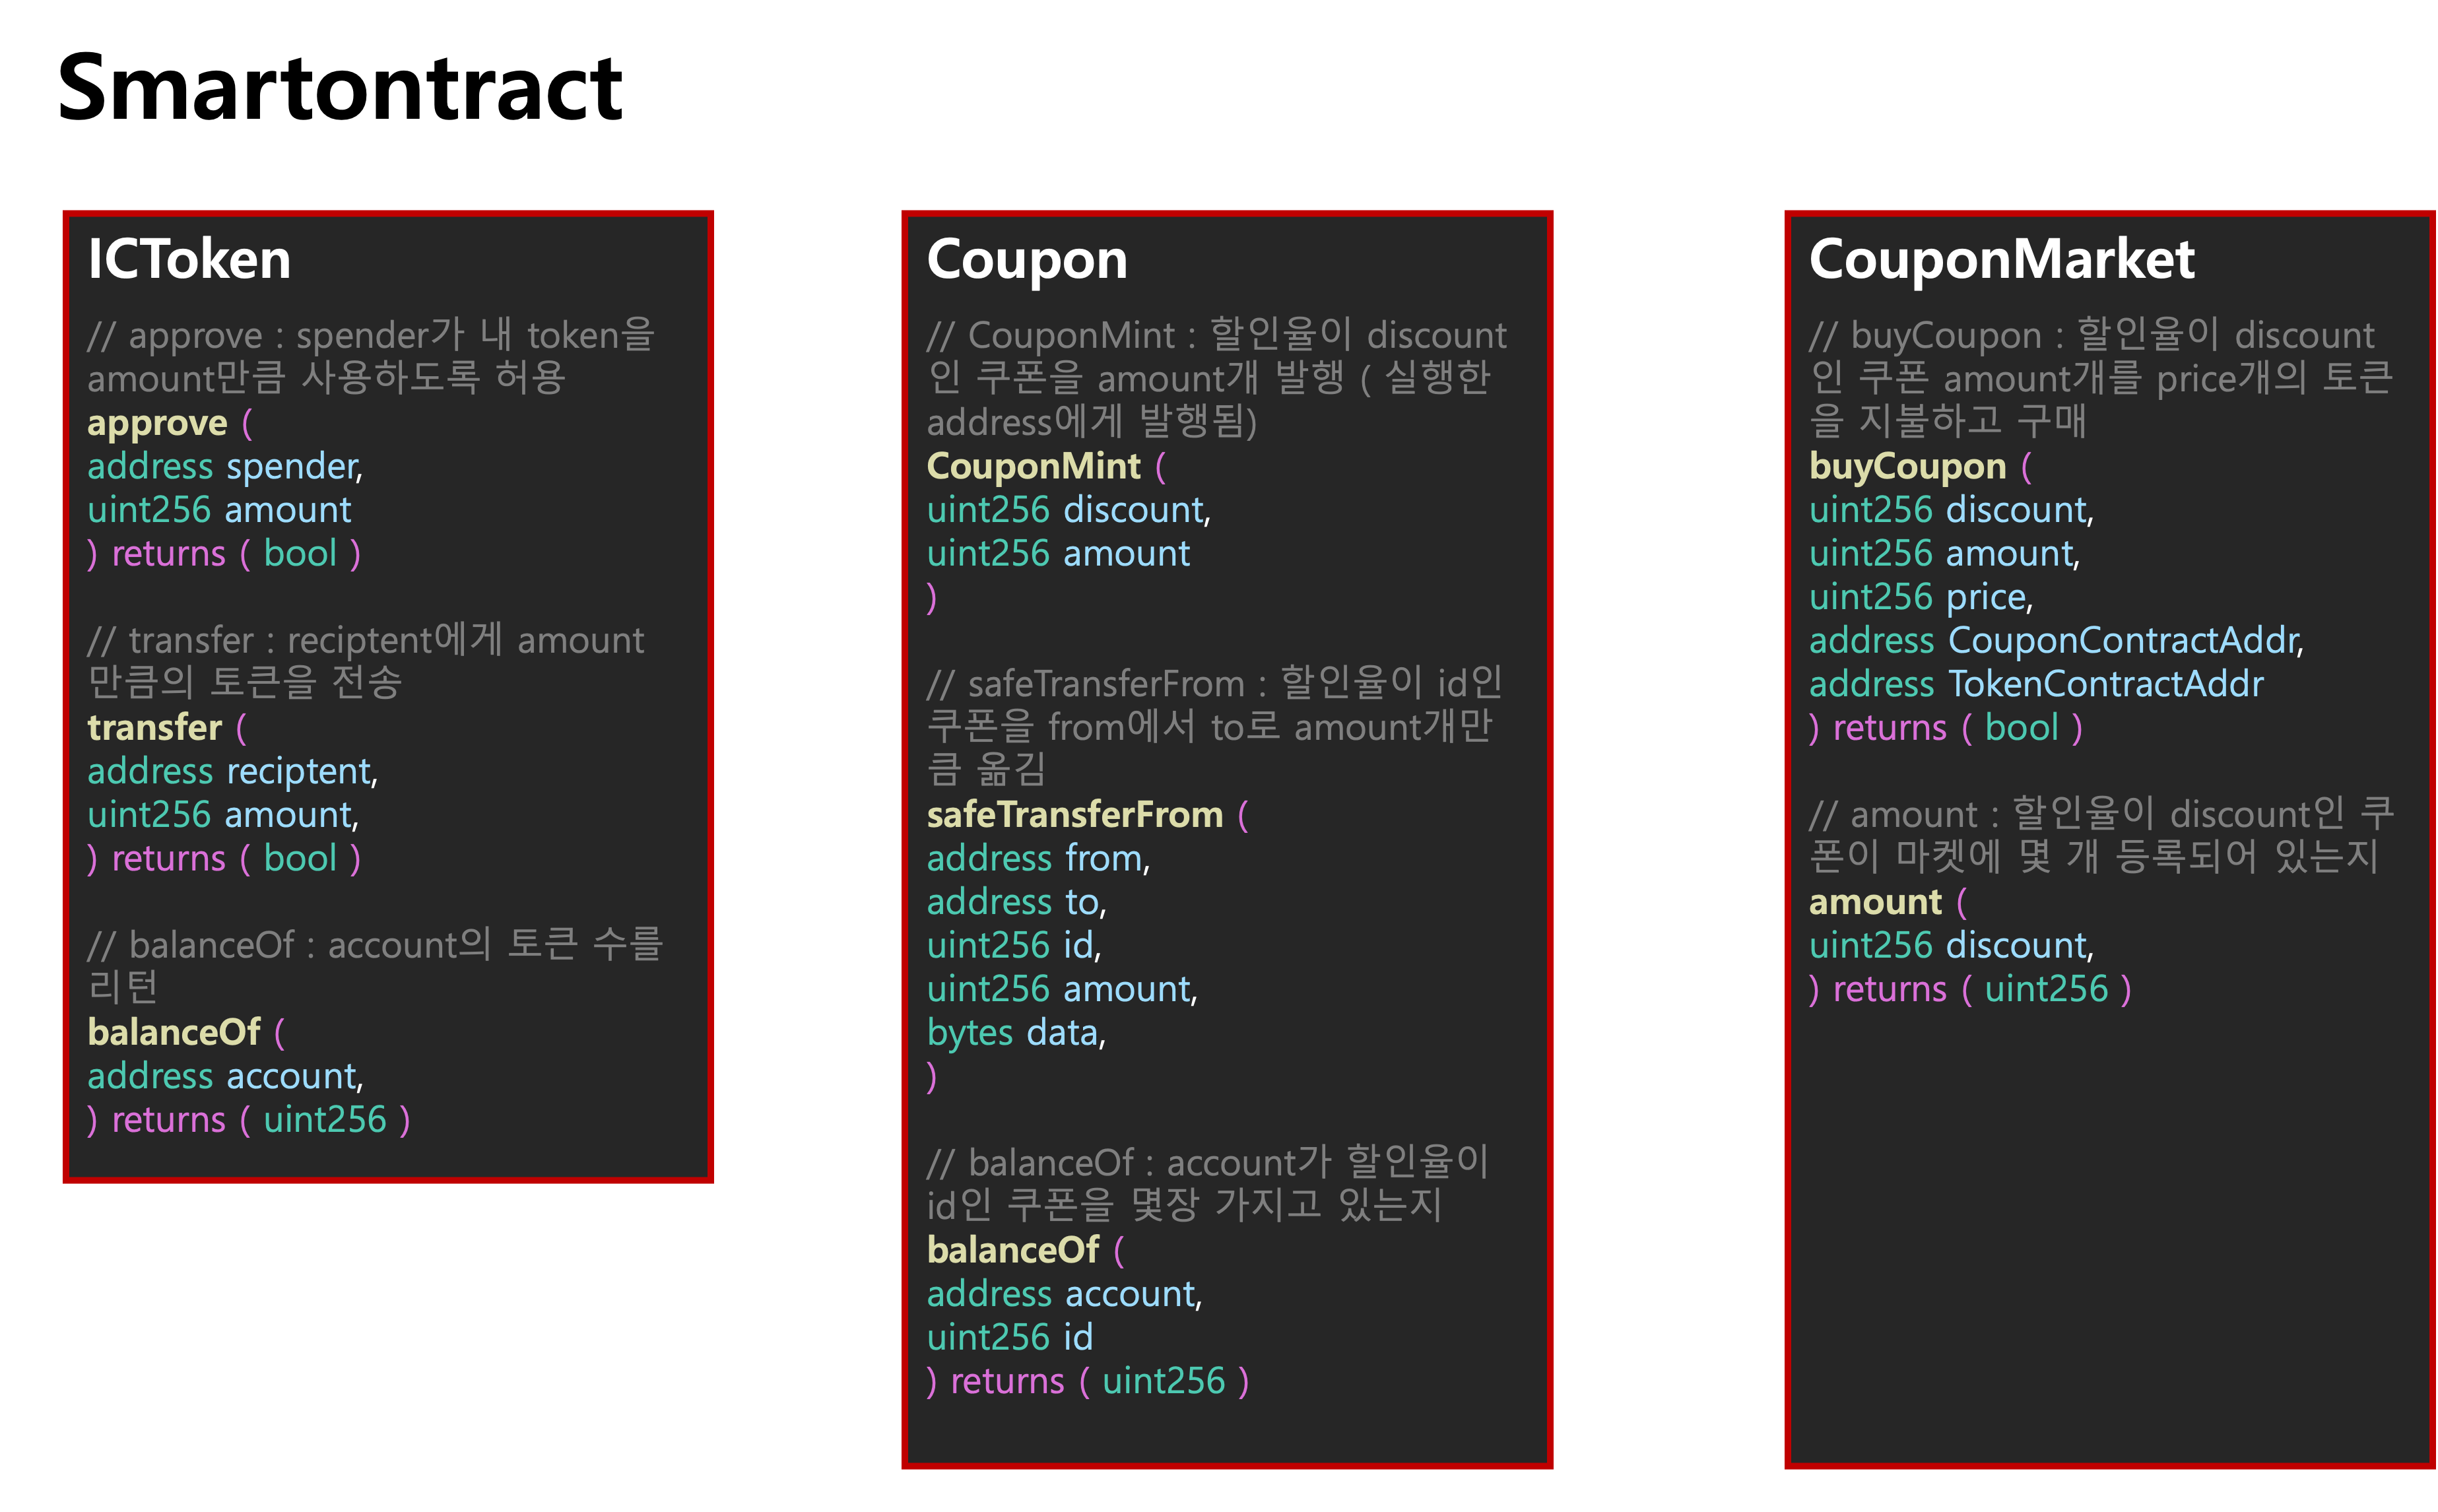 Smartontract
ICToken
// approve : spender가 내 token을
amount만큼 사용하도록 허용
approve (
address spender,
uint256 amount
) returns ( bool )
// transfer : reciptent에게 amount
만큼의 토큰을 전송
transfer (
address reciptent,
uint256 amount,
) returns ( bool )
// balanceOf : account의 토큰 수를
리턴
balanceOf (
address account,
) returns ( uint256 )
Coupon
// CouponMint : 할인율이 discount
인 쿠폰을 amount개 발행 ( 실행한
address에게 발행됨)
CouponMint (
uint256 discount,
uint256 amount
)
// safeTransferFrom : 할인율이 id인
쿠폰을 from에서 to로 amount개만
큼 옮김
safeTransferFrom (
address from,
address to,
uint256 id,
uint256 amount,
bytes data,
)
// balanceOf : account가 할인율이
id인 쿠폰을 몇장 가지고 있는지
balanceOf (
address account,
uint256 id
) returns ( uint256 )
CouponMarket
// buyCoupon : 할인율이 discount
인 쿠폰 amount개를 price개의 토큰
을 지불하고 구매
buyCoupon (
uint256 discount,
uint256 amount,
uint256 price,
address CouponContractAddr,
address TokenContractAddr
) returns ( bool )
// amount : 할인율이 discount인 쿠
폰이 마켓에 몇 개 등록되어 있는지
amount (
uint256 discount,
) returns ( uint256 )